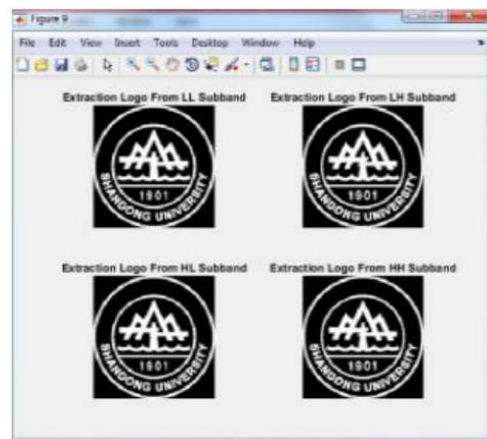 Figure 9
File Edit View Insert Tools Desktop Window Help
Extraction Logo From LL Subband
Extraction Logo From LH Subband
1901
SHANDONG UNIVERSITY
1901
SHANDONG UNIVERSITY
Extraction Logo From HL Subband
Extraction Logo From HH Subband
1901
SHANDONG UNIVERSITY
1901
SHANDONG UNIVERSITY